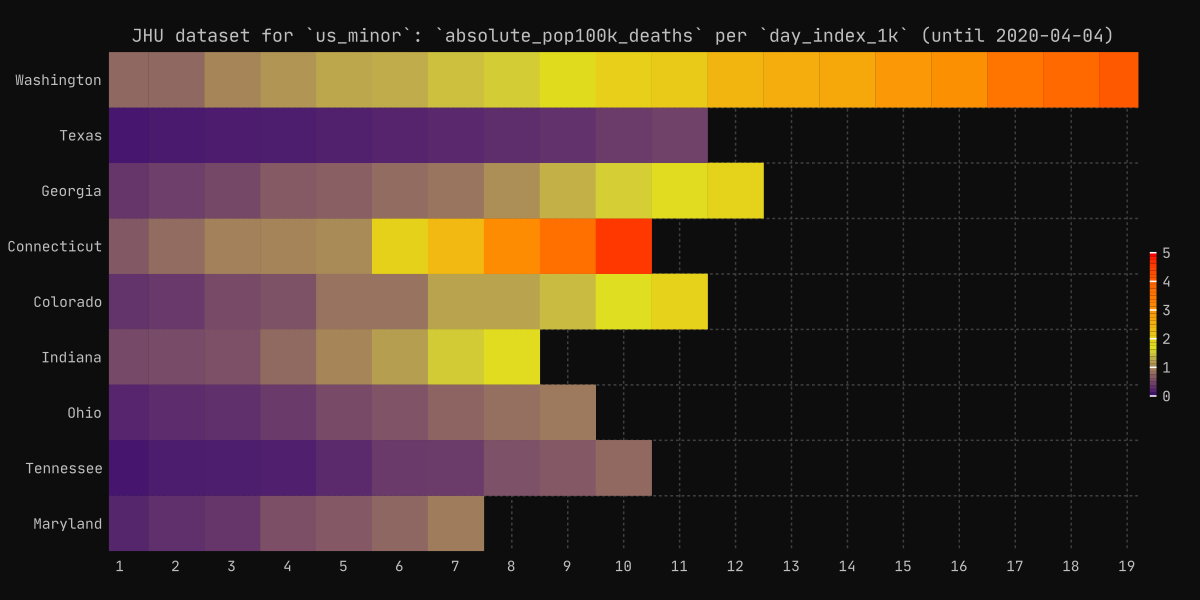 JHU dataset for `us_minor`: `absolute_pop100k_deaths` per `day_index_1k` (until 2020-04-04)
Washington
Texas
Georgia
Connecticut
Colorado
Indiana
Ohio
Tennessee
Maryland
5
4
3
2
1
0
1 2 3 4 5 6 7 8 9 10 11 12 13 14 15 16 17 18 19